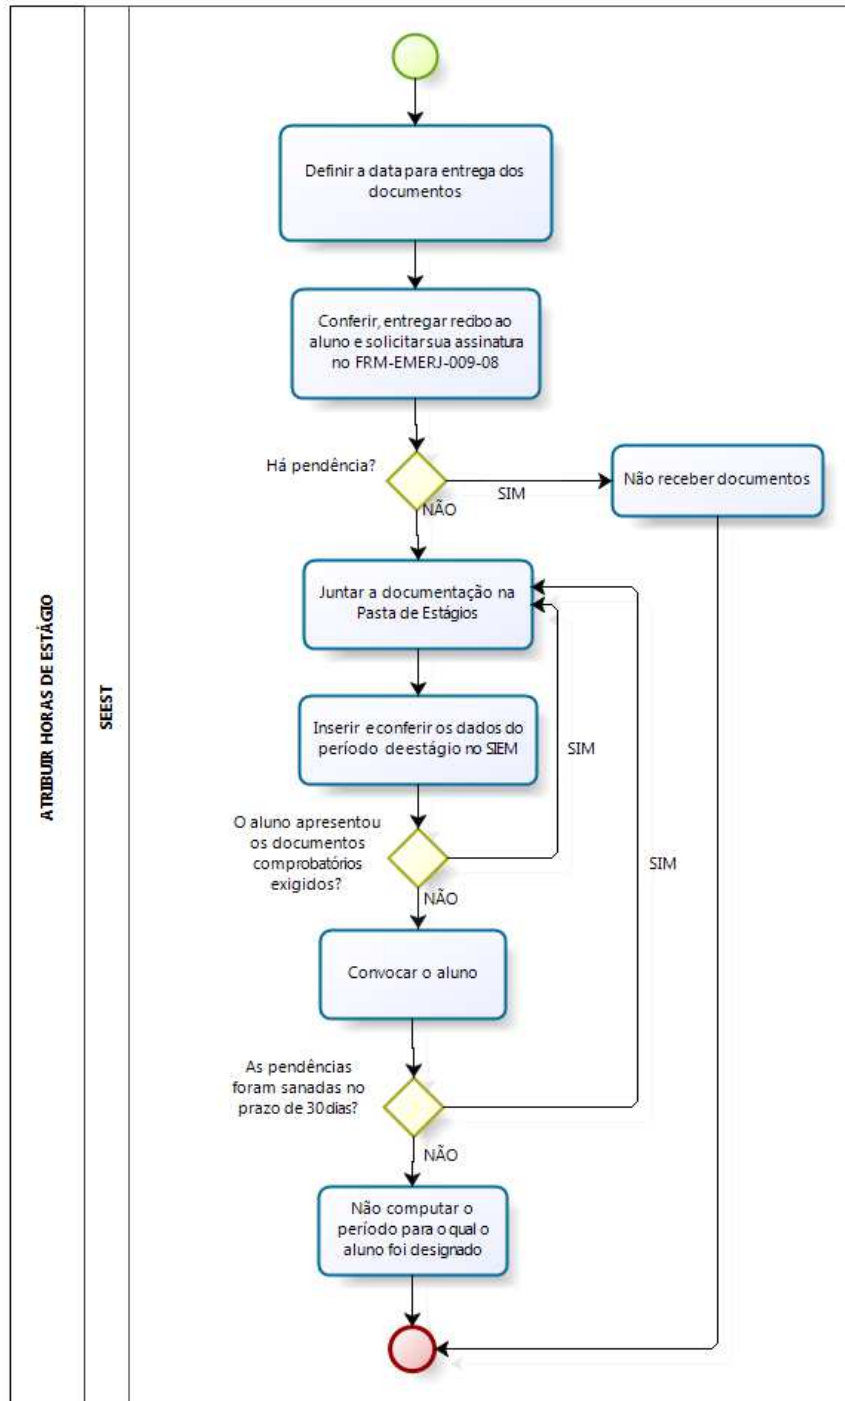 ATRIBUIR HORAS DE ESTÁGIO
SEEST
Definir a data para entrega dos
documentos
Conferir, entregar recibo ao
aluno e solicitar sua assinatura
no FRM-EMERJ-009-08
Há pendência?
SIM
Não receber documentos
NÃO
Juntar a documentação na
Pasta de Estágios
Inserir e conferir os dados do
período de estágio no SIEM
SIM
O aluno apresentou
os documentos
comprobatórios
exigidos?
SIM
NÃO
Convocar o aluno
As pendências
foram sanadas no
prazo de 30 dias?
NÃO
Não computar o
período para o qual o
aluno foi designado